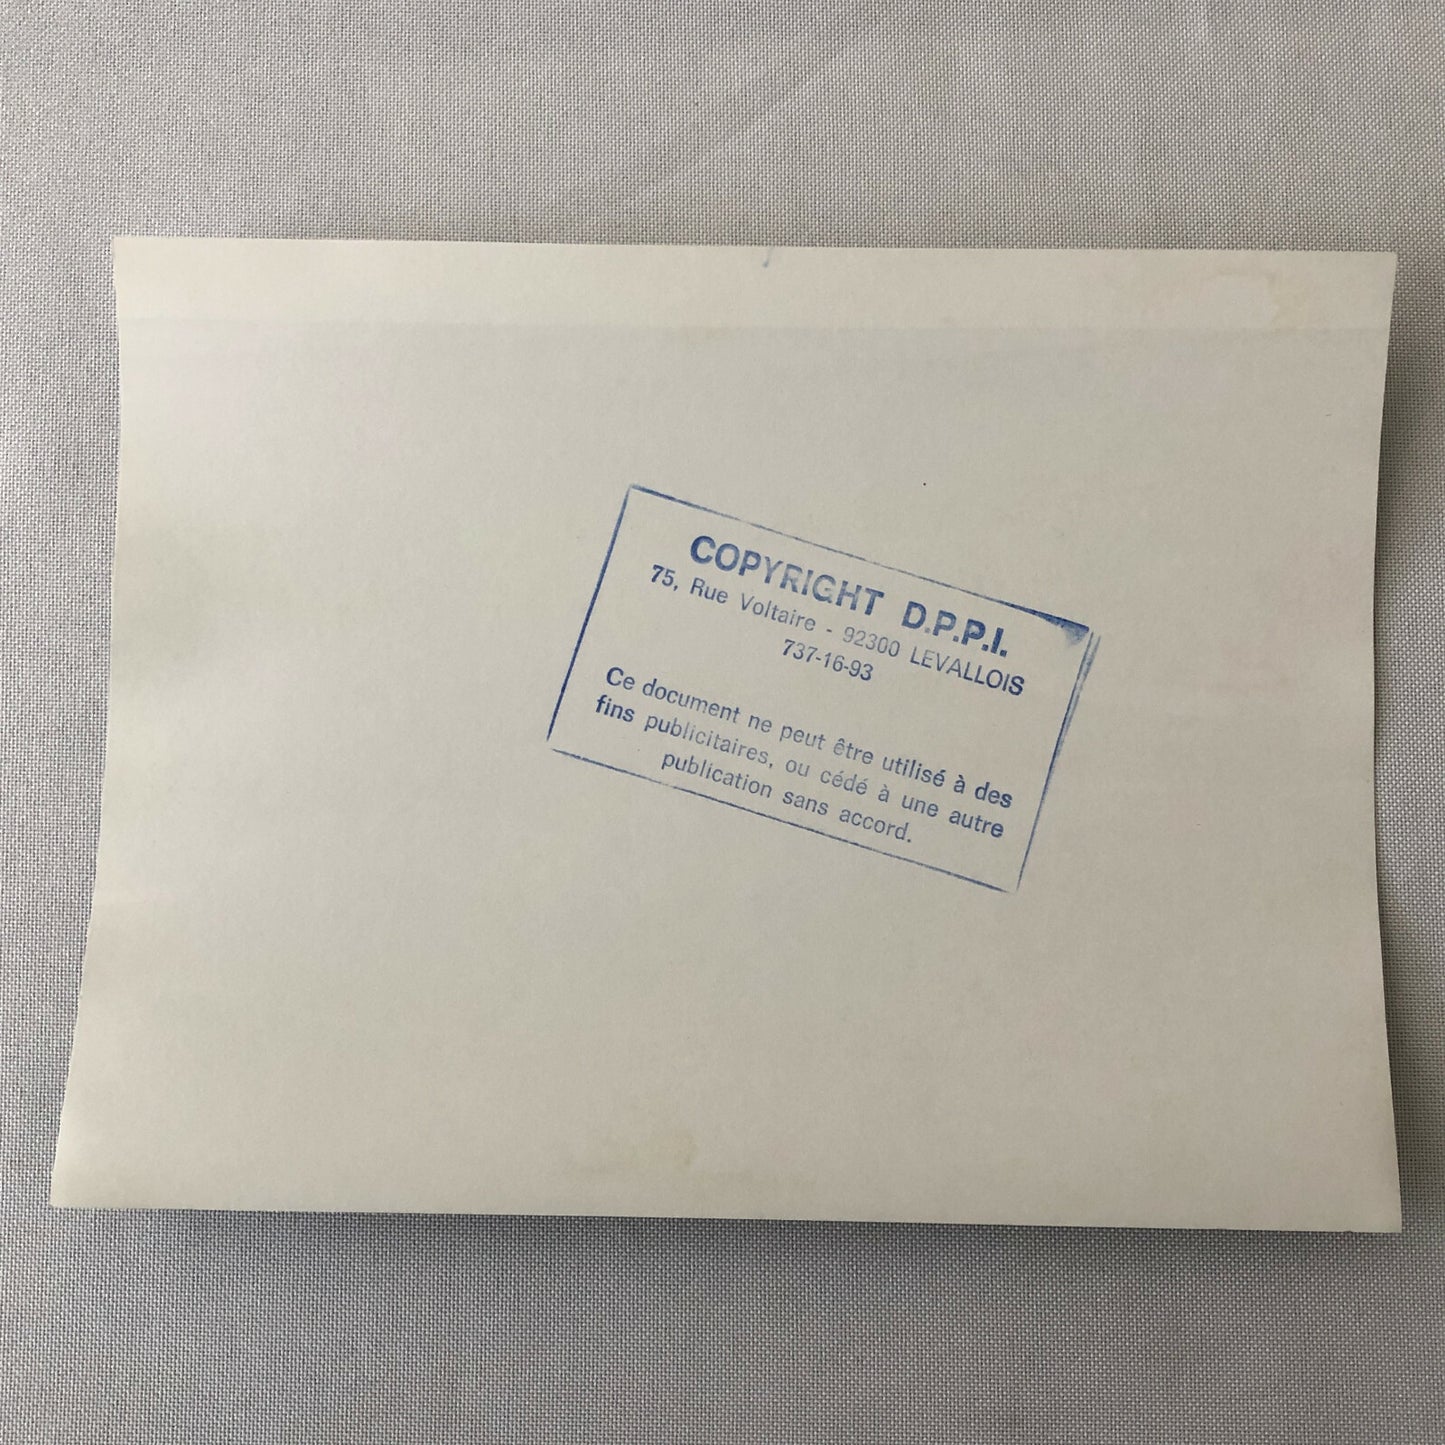 COPYRIGHT D.P.P.I.
75, Rue Voltaire - 92300 LEVALLOIS
737-16-93
Ce document ne peut être utilisé à des
fins publicitaires, ou cédé à une autre
publication sans accord.